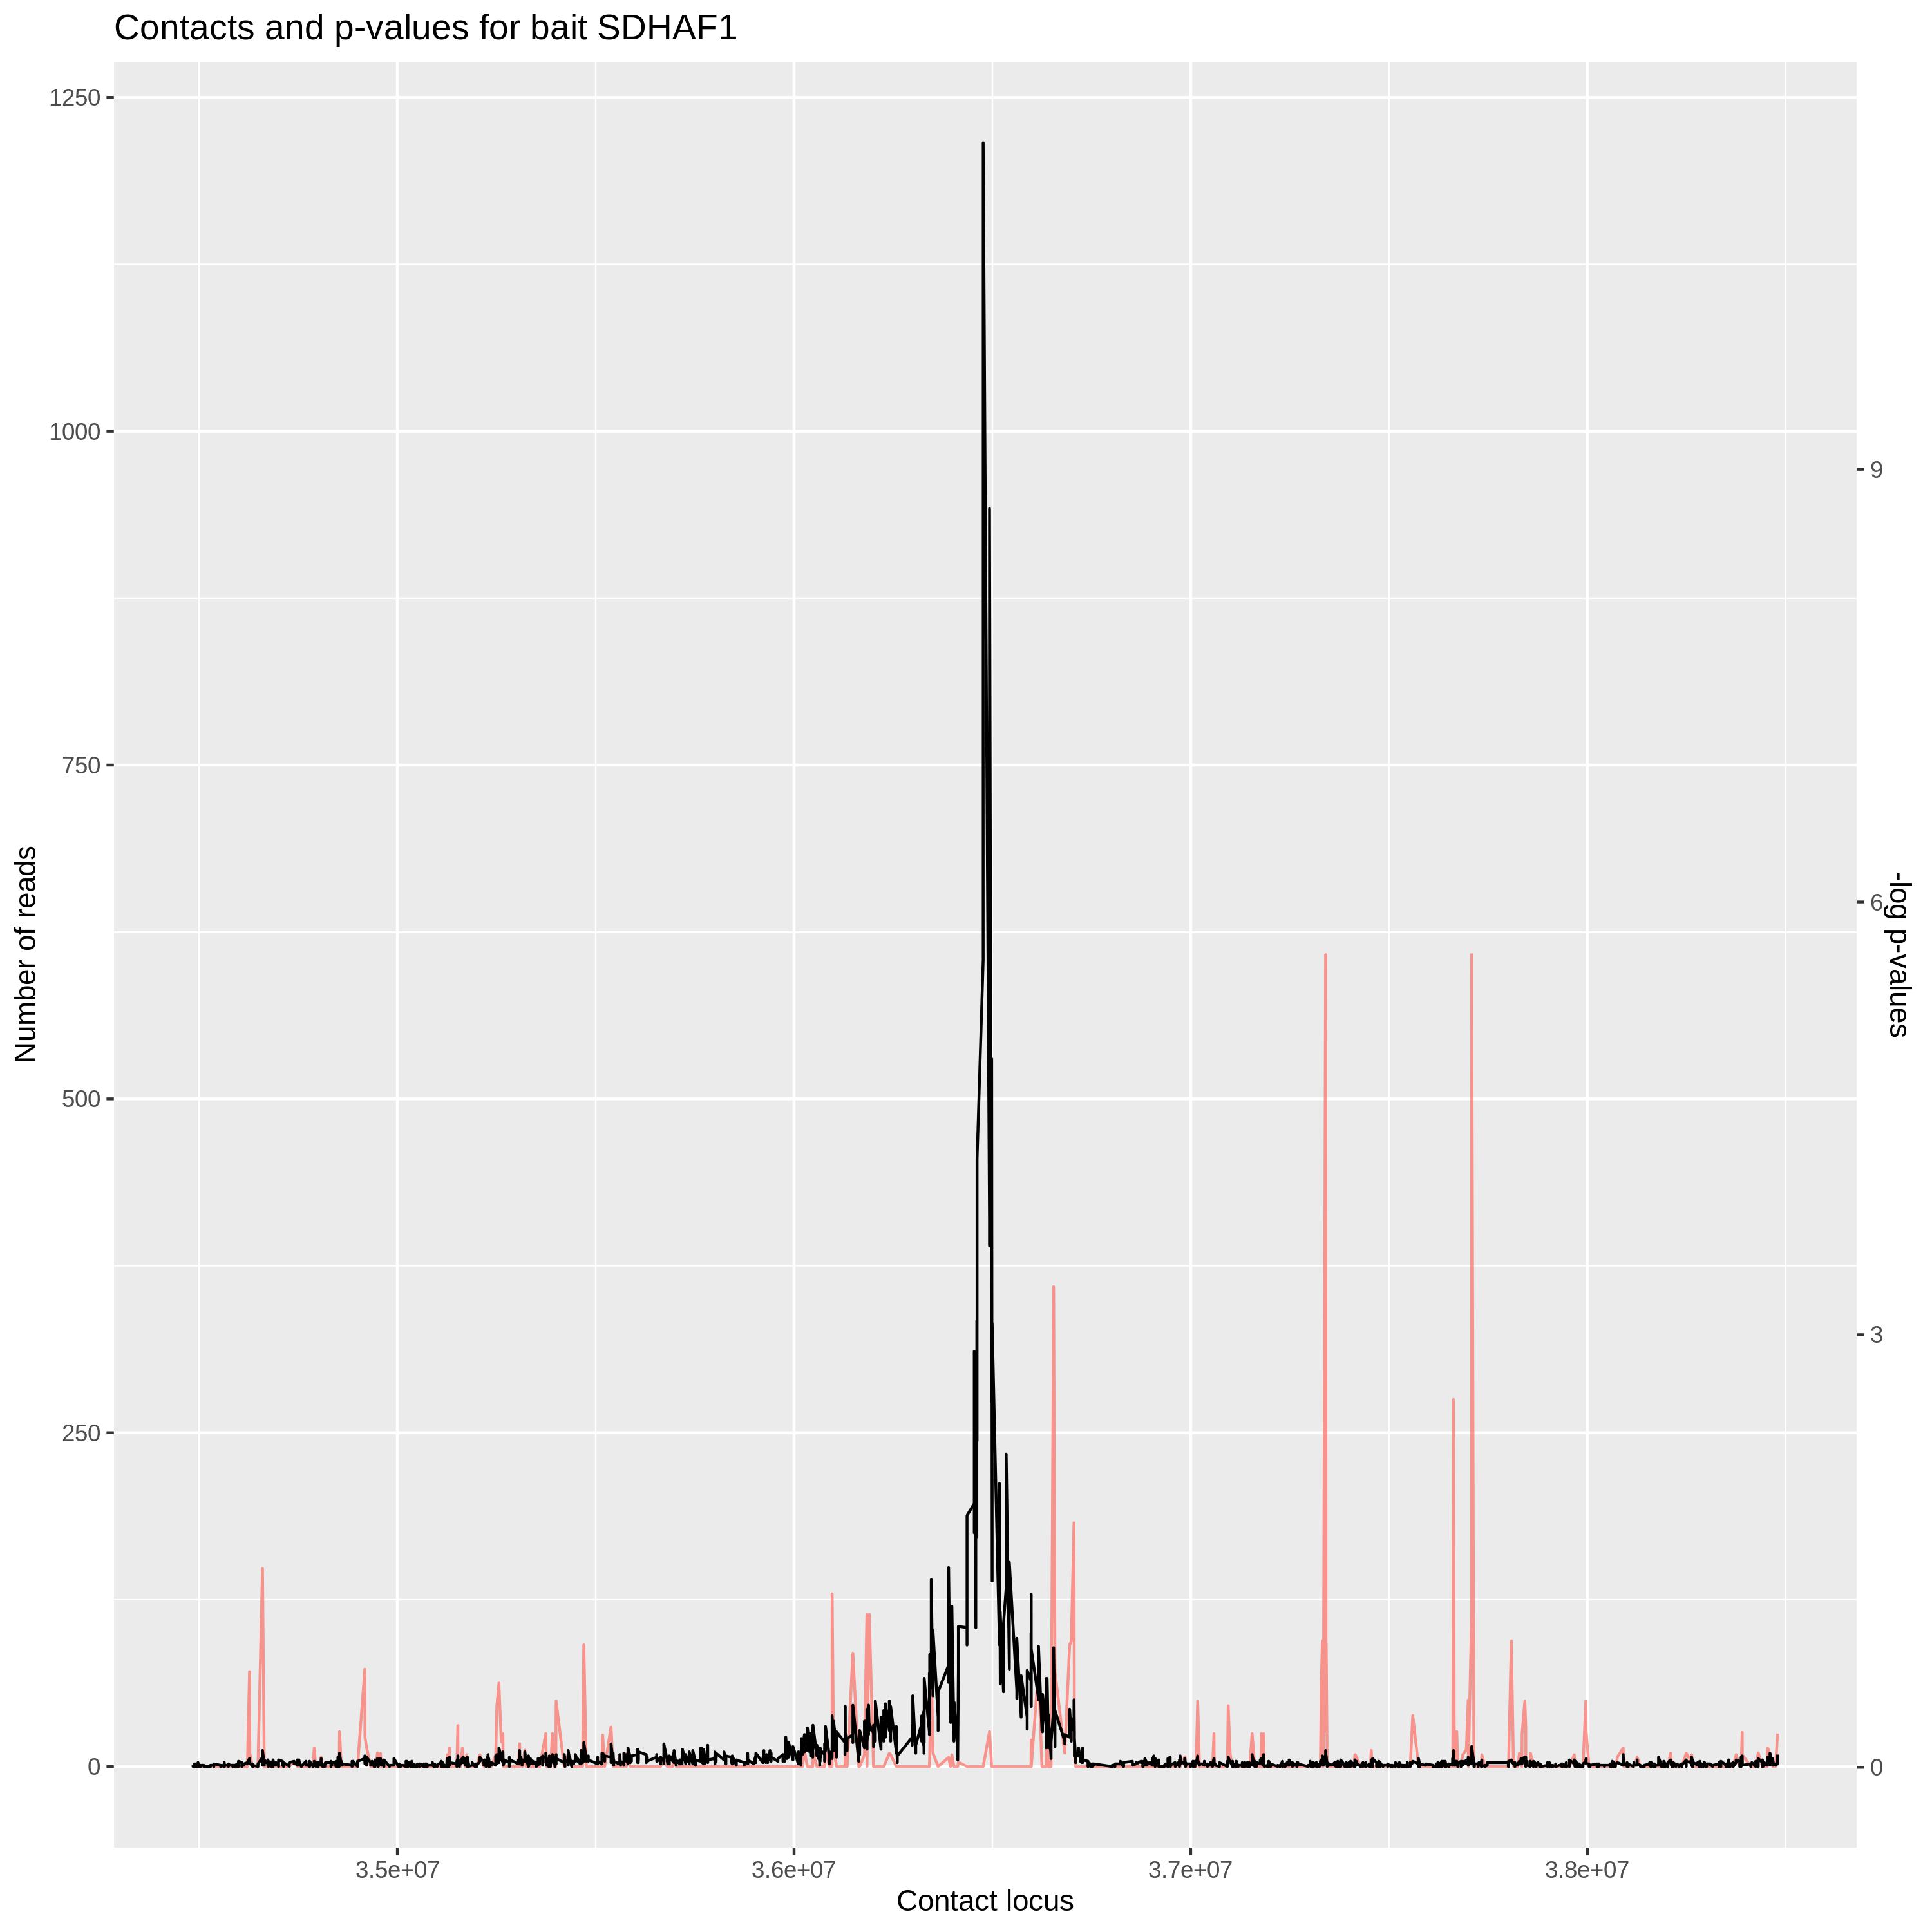 Contacts and p-values for bait SDHAF1
1250
1000
750
500
250
0
Number of reads
9
6
3
0
-log p-values
3.5e+07
3.6e+07
3.7e+07
3.8e+07
Contact locus